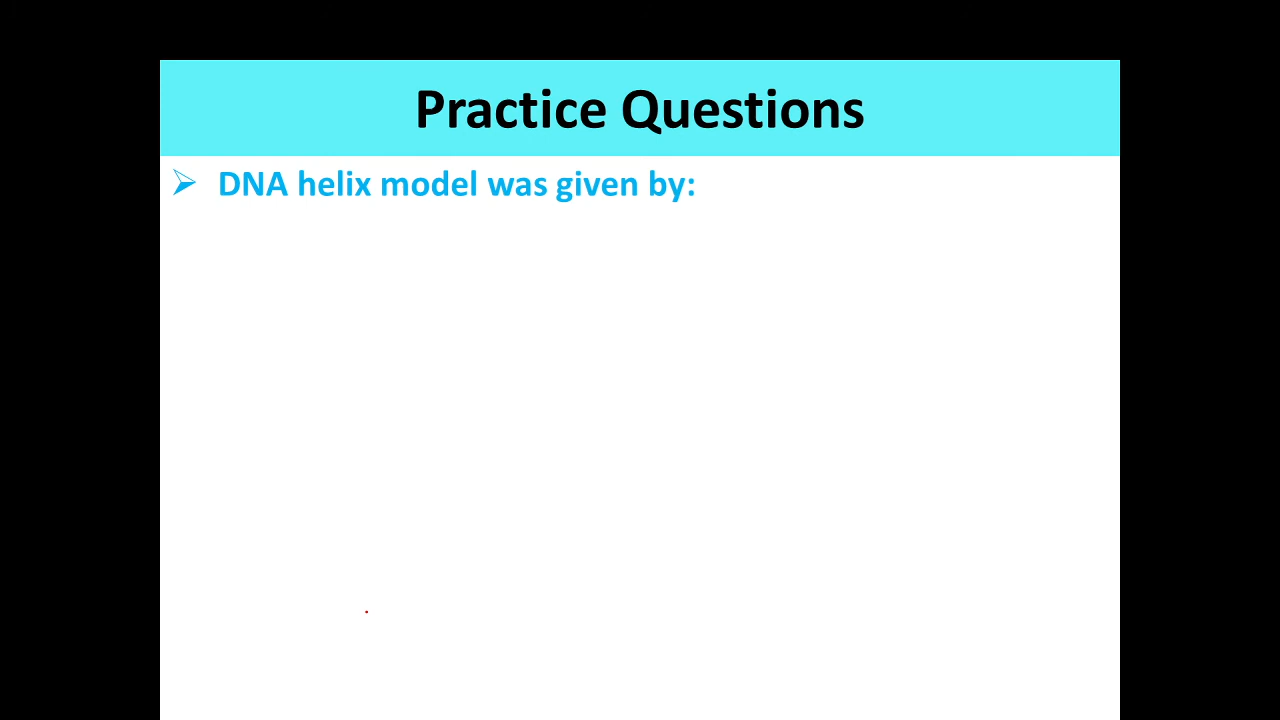 Practice Questions
➢ DNA helix model was given by: